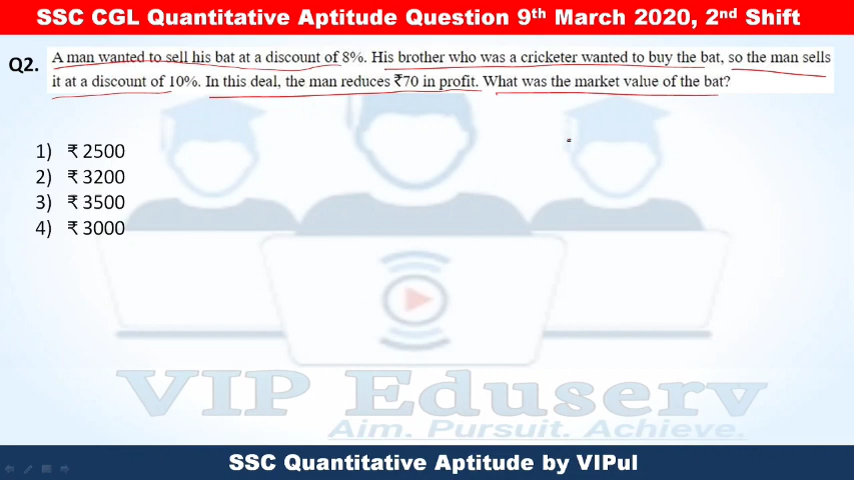 SSC CGL Quantitative Aptitude Question 9th March 2020, 2nd Shift
Q2. A man wanted to sell his bat at a discount of 8%. His brother who was a cricketer wanted to buy the bat, so the man sells
it at a discount of 10%. In this deal, the man reduces ₹70 in profit. What was the market value of the bat?
1) ₹ 2500
2) ₹ 3200
3) ₹ 3500
4) ₹ 3000
VIP Eduserv
Aim. Pursuit. Achieve.
SSC Quantitative Aptitude by VIPul